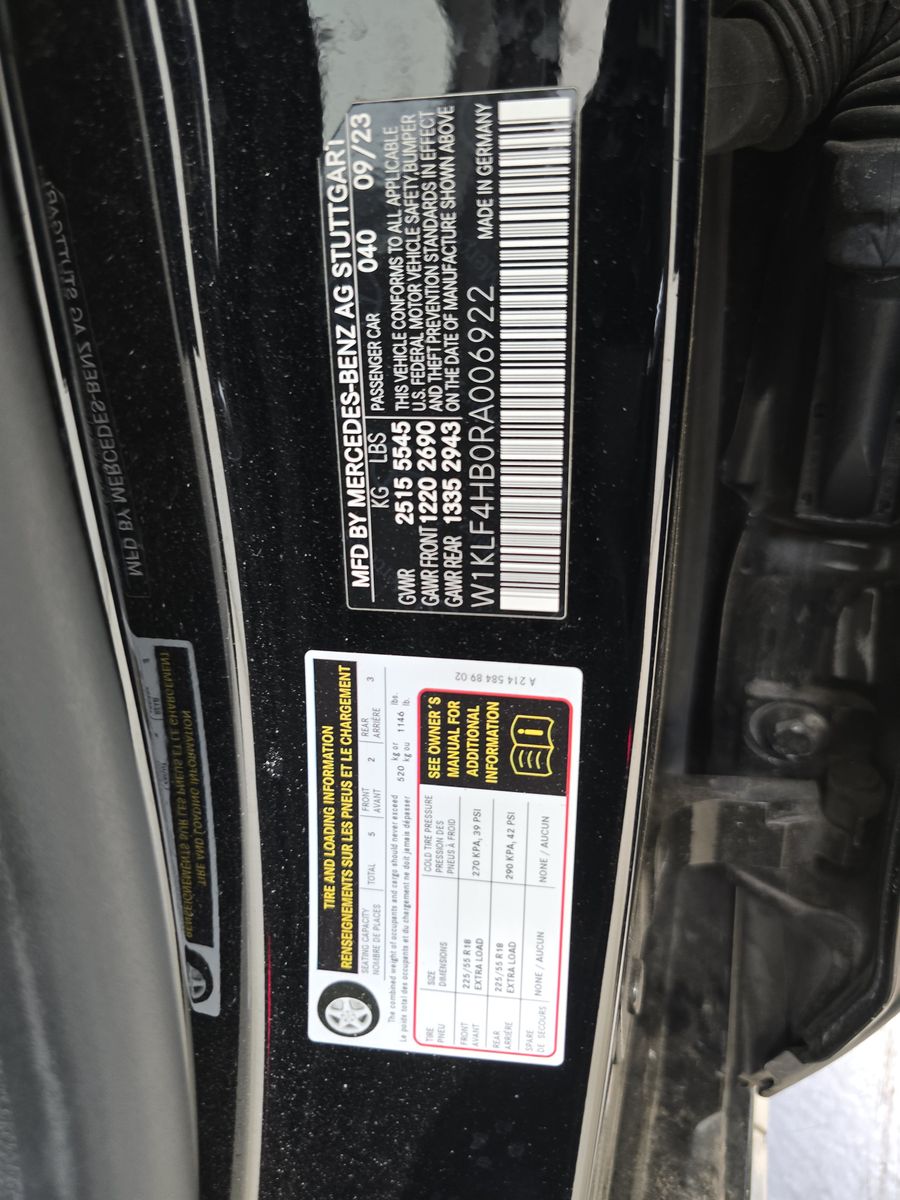 MFD BY MERCEDES-BENZ AG STUTTGART
KG LBS PASSENGER CAR 040 09/23
GVWR 2515 5545
GAWR FRONT 1220 2690
GAWR REAR 1335 2943
THIS VEHICLE CONFORMS TO ALL APPLICABLE
U.S. FEDERAL MOTOR VEHICLE SAFETY,BUMPER
AND THEFT PREVENTION STANDARDS IN EFFECT
ON THE DATE OF MANUFACTURE SHOWN ABOVE
W1KLF4HB0RA006922 MADE IN GERMANY
TIRE AND LOADING INFORMATION
RENSEIGNEMENTS SUR LES PNEUS ET LE CHARGEMENT
SEATING CAPACITY
NOMBRE DE PLACES
TOTAL 5
FRONT
AVANT
2
REAR
ARRIÈRE
3
The combined weight of occupants and cargo should never exceed 520 kg or 1146 lbs.
Le poids total des occupants et du chargement ne doit jamais dépasser kg ou lb.
TIRE
PNEU
SIZE
DIMENSIONS
COLD TIRE PRESSURE
PRESSION DES
PNEUS À FROID
FRONT
AVANT
225/55 R18
EXTRA LOAD
270 KPA, 39 PSI
REAR
ARRIÈRE
225/55 R18
EXTRA LOAD
290 KPA, 42 PSI
SPARE
DE SECOURS
NONE / AUCUN
NONE / AUCUN
SEE OWNER'S
MANUAL FOR
ADDITIONAL
INFORMATION
A 214 584 89 02